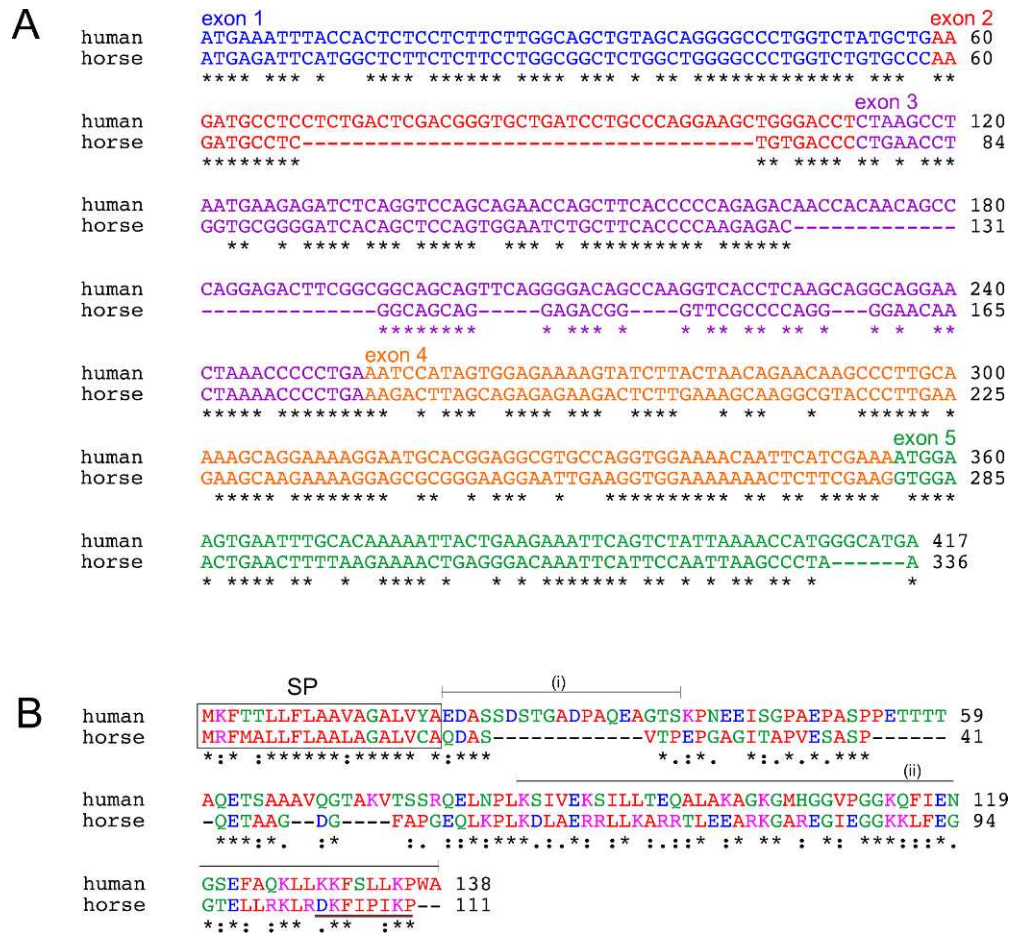 A
exon 1 exon 2
human ATGAAATTTACCACTCTCCTCTTCTTGGCAGCTGTAGCAGGGGCCCTGGTCTATGCTGAA 60
horse ATGAGATTCATGGCTCTTCTCTTCCTGGCGGCTCTGGCTGGGGCCCTGGTCTGTGCCCAA 60
**** *** * **** ***** **** *** * ** ************* *** **
exon 3
human GATGCCTCCTCTGACTCGACGGGTGCTGATCCTGCCCAGGAAGCTGGGACCTCTAAGCCT 120
horse GATGCCTC------------------------------------TGTGACCCCTGAACCT 84
******** ** **** ** * ***
human AATGAAGAGATCTCAGGTCCAGCAGAACCAGCTTCACCCCCAGAGACAACCACAACAGCC 180
horse GGTGCGGGGATCACAGCTCCAGTGGAATCTGCTTCACCCCAAGAGAC------------- 131
** * **** *** ***** *** * ********** ******
human CAGGAGACTTCGGCGGCAGCAGTTCAGGGGACAGCCAAGGTCACCTCAAGCAGGCAGGAA 240
horse --------------GGCAGCAG-----GAGACGG----GTTCGCCCCAGG---GGAACAA 165
******** * *** * * ** ** * * * * **
exon 4
human CTAAACCCCCTGAAATCCATAGTGGAGAAAAGTATCTTACTAACAGAACAAGCCCTTGCA 300
horse CTAAAACCCCTGAAAGACTTAGCAGAGAGAAGACTCTTGAAAGCAAGGCGTACCCTTGAA 225
***** ********* * *** **** *** **** * ** * ****** *
exon 5
human AAAGCAGGAAAAGGAATGCACGGAGGCGTGCCAGGTGGAAAACAATTCATCGAAAATGGA 360
horse GAAGCAAGAAAAGGAGCGCGGGAAGGAATTGAAGGTGGAAAAAAACTCTTCGAAGGTGGA 285
***** ******** ** * *** * ********** ** ** ***** ****
human AGTGAATTTGCACAAAAATTACTGAAGAAATTCAGTCTATTAAAACCATGGGCATGA 417
horse ACTGAACTTTTAAGAAAACTGAGGGACAAATTCATTCCAATTAAGCCCTA------A 336
* **** ** * **** * * * ******* ** * * ** ** * *
B
SP (i)
human MKFTTLLFLAAVAGALVYAEDASSDSTGADPAQEAGTSKPNEEISGPAEPASPPETTTT 59
horse MRFMALLFLAALAGALVCAQDAS------------VTPEPGAGITAPVESASP------ 41
*:* :******:***** *:*** *.:*. *:.*.*.***
(ii)
human AQETSAAAVQGTAKVTSSRQELNPLKSIVEKSILLTEQALAKAGKGMHGGVPGGKQFIEN 119
horse -QETAAG--DG----FAPGEQLKPLKDLAERRLLKARRTLEEARKGAREGIEGGKKLFEG 94
***:*. :* :. ::*:***.:.*: :* :.::* :* ** : *: ***:::*.
human GSEFAQKLLKKFSLLKPWA 138
horse GTELLRKLRDKFIPIKP-- 111
*:*: :** .** :**